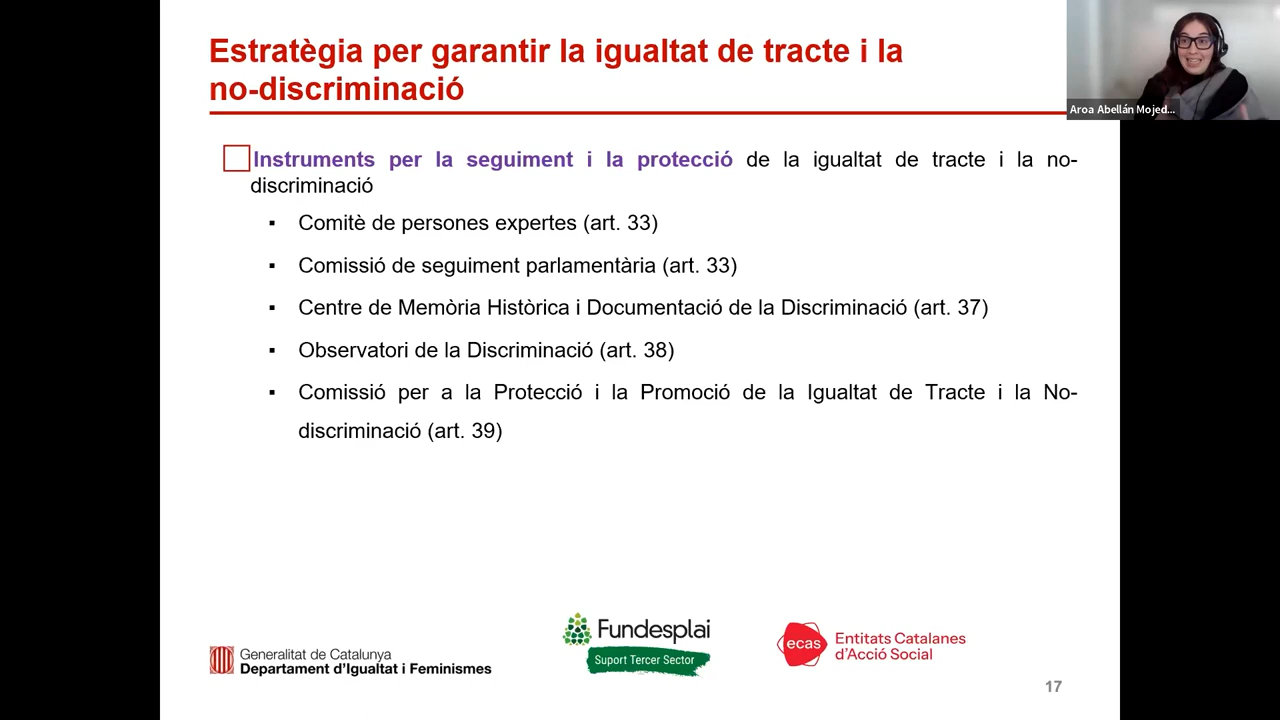 Estratègia per garantir la igualtat de tracte i la
no-discriminació
Aroa Abellán Mojed...
Instruments per la seguiment i la protecció de la igualtat de tracte i la no-
discriminació
▪ Comitè de persones expertes (art. 33)
▪ Comissió de seguiment parlamentària (art. 33)
▪ Centre de Memòria Històrica i Documentació de la Discriminació (art. 37)
▪ Observatori de la Discriminació (art. 38)
▪ Comissió per a la Protecció i la Promoció de la Igualtat de Tracte i la No-
discriminació (art. 39)
Generalitat de Catalunya
Departament d'Igualtat i Feminismes
Fundesplai
Suport Tercer Sector
ecas
Entitats Catalanes
d'Acció Social
17